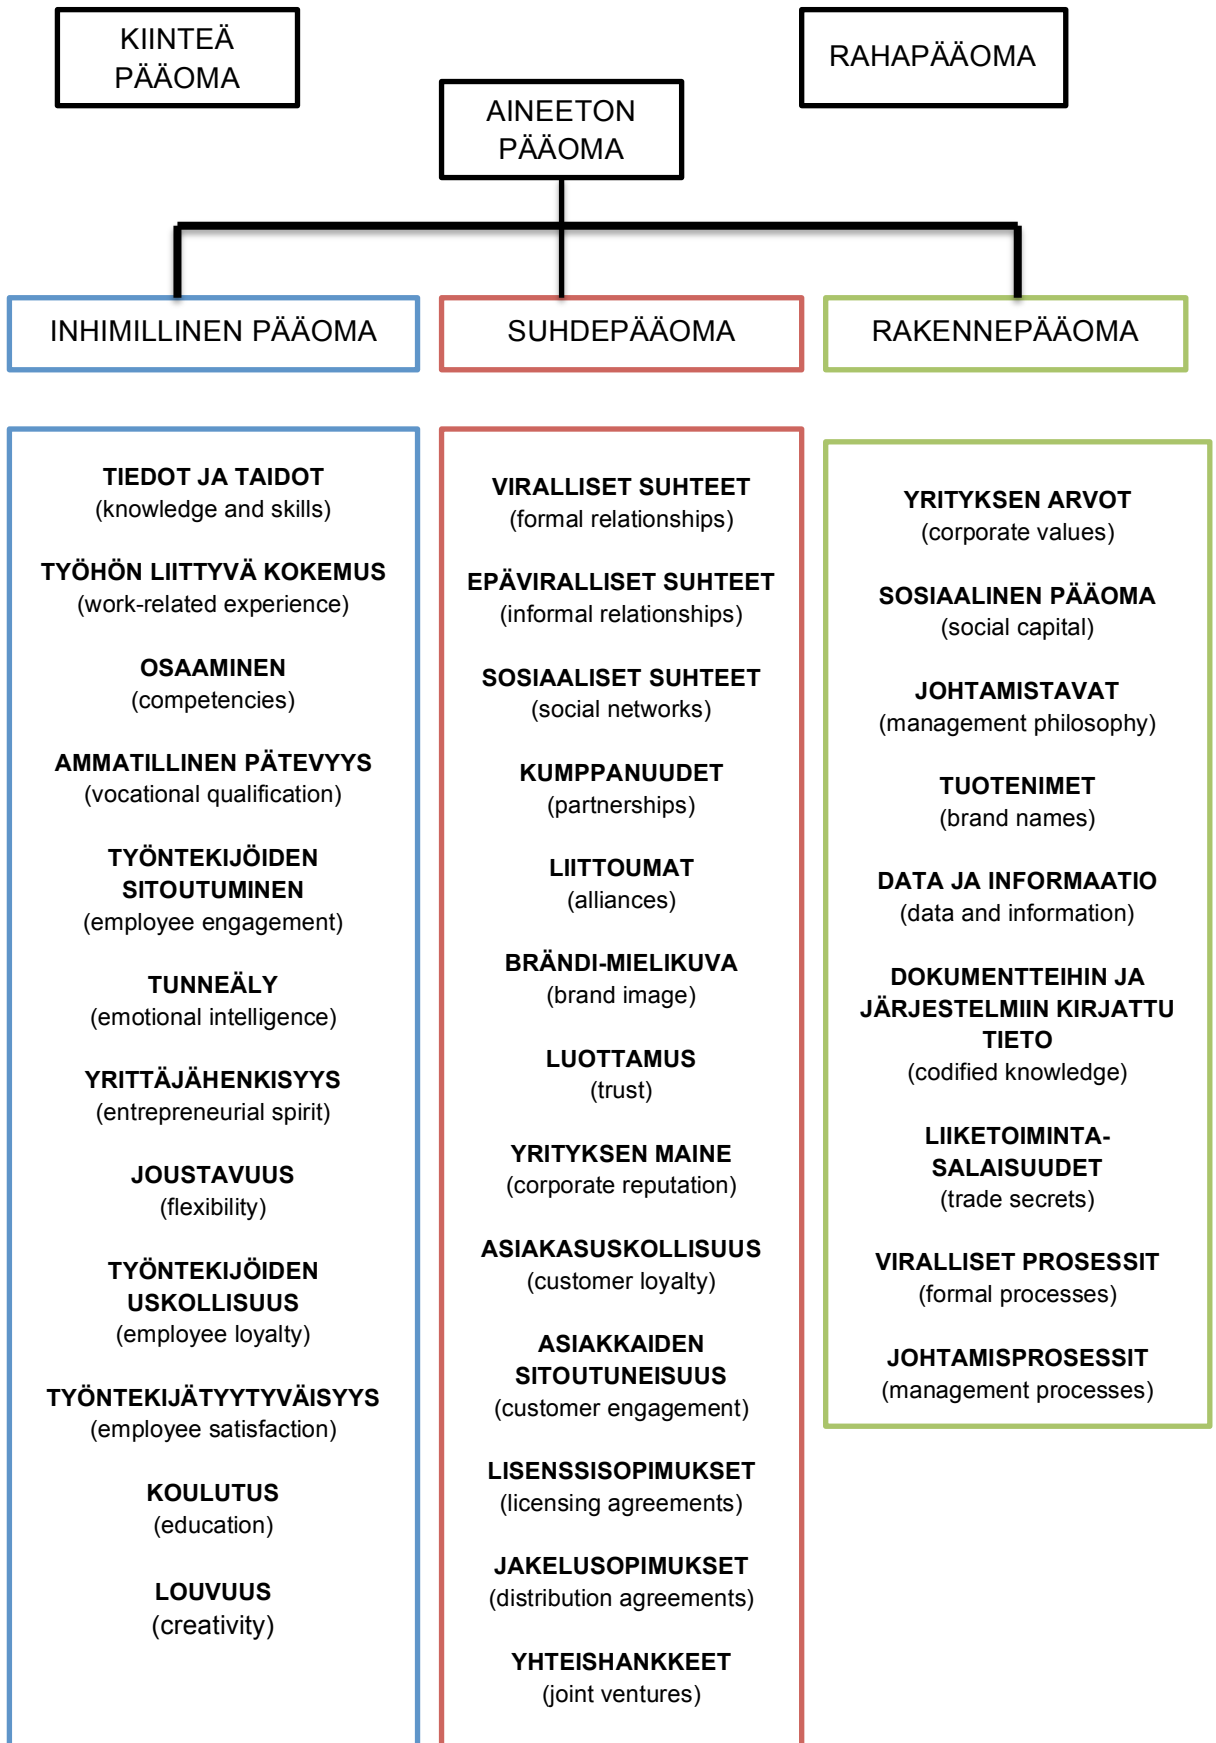 KIINTEÄ
PÄÄOMA
RAHAPÄÄOMA
AINEETON
PÄÄOMA
INHIMILLINEN PÄÄOMA
SUHDEPÄÄOMA
RAKENNEPÄÄOMA
TIEDOT JA TAIDOT
(knowledge and skills)
TYÖHÖN LIITTYVÄ KOKEMUS
(work-related experience)
OSAAMINEN
(competencies)
AMMATILLINEN PÄTEVYYS
(vocational qualification)
TYÖNTEKIJÖIDEN
SITOUTUMINEN
(employee engagement)
TUNNEÄLY
(emotional intelligence)
YRITTÄJÄHENKISYYS
(entrepreneurial spirit)
JOUSTAVUUS
(flexibility)
TYÖNTEKIJÖIDEN
USKOLLISUUS
(employee loyalty)
TYÖNTEKIJÄTYYTYVÄISYYS
(employee satisfaction)
KOULUTUS
(education)
LOUVUUS
(creativity)
VIRALLISET SUHTEET
(formal relationships)
EPÄVIRALLISET SUHTEET
(informal relationships)
SOSIAALISET SUHTEET
(social networks)
KUMPPANUUDET
(partnerships)
LIITTOUMAT
(alliances)
BRÄNDI-MIELIKUVA
(brand image)
LUOTTAMUS
(trust)
YRITYKSEN MAINE
(corporate reputation)
ASIAKASUSKOLLISUUS
(customer loyalty)
ASIAKKAIDEN
SITOUTUNEISUUS
(customer engagement)
LISENSSISOPIMUKSET
(licensing agreements)
JAKELUSOPIMUKSET
(distribution agreements)
YHTEISHANKKEET
(joint ventures)
YRITYKSEN ARVOT
(corporate values)
SOSIAALINEN PÄÄOMA
(social capital)
JOHTAMISTAVAT
(management philosophy)
TUOTENIMET
(brand names)
DATA JA INFORMAATIO
(data and information)
DOKUMENTTEIHIN JA
JÄRJESTELMIIN KIRJATTU
TIETO
(codified knowledge)
LIIKETOIMINTA-
SALAISUUDET
(trade secrets)
VIRALLISET PROSESSIT
(formal processes)
JOHTAMISPROSESSIT
(management processes)